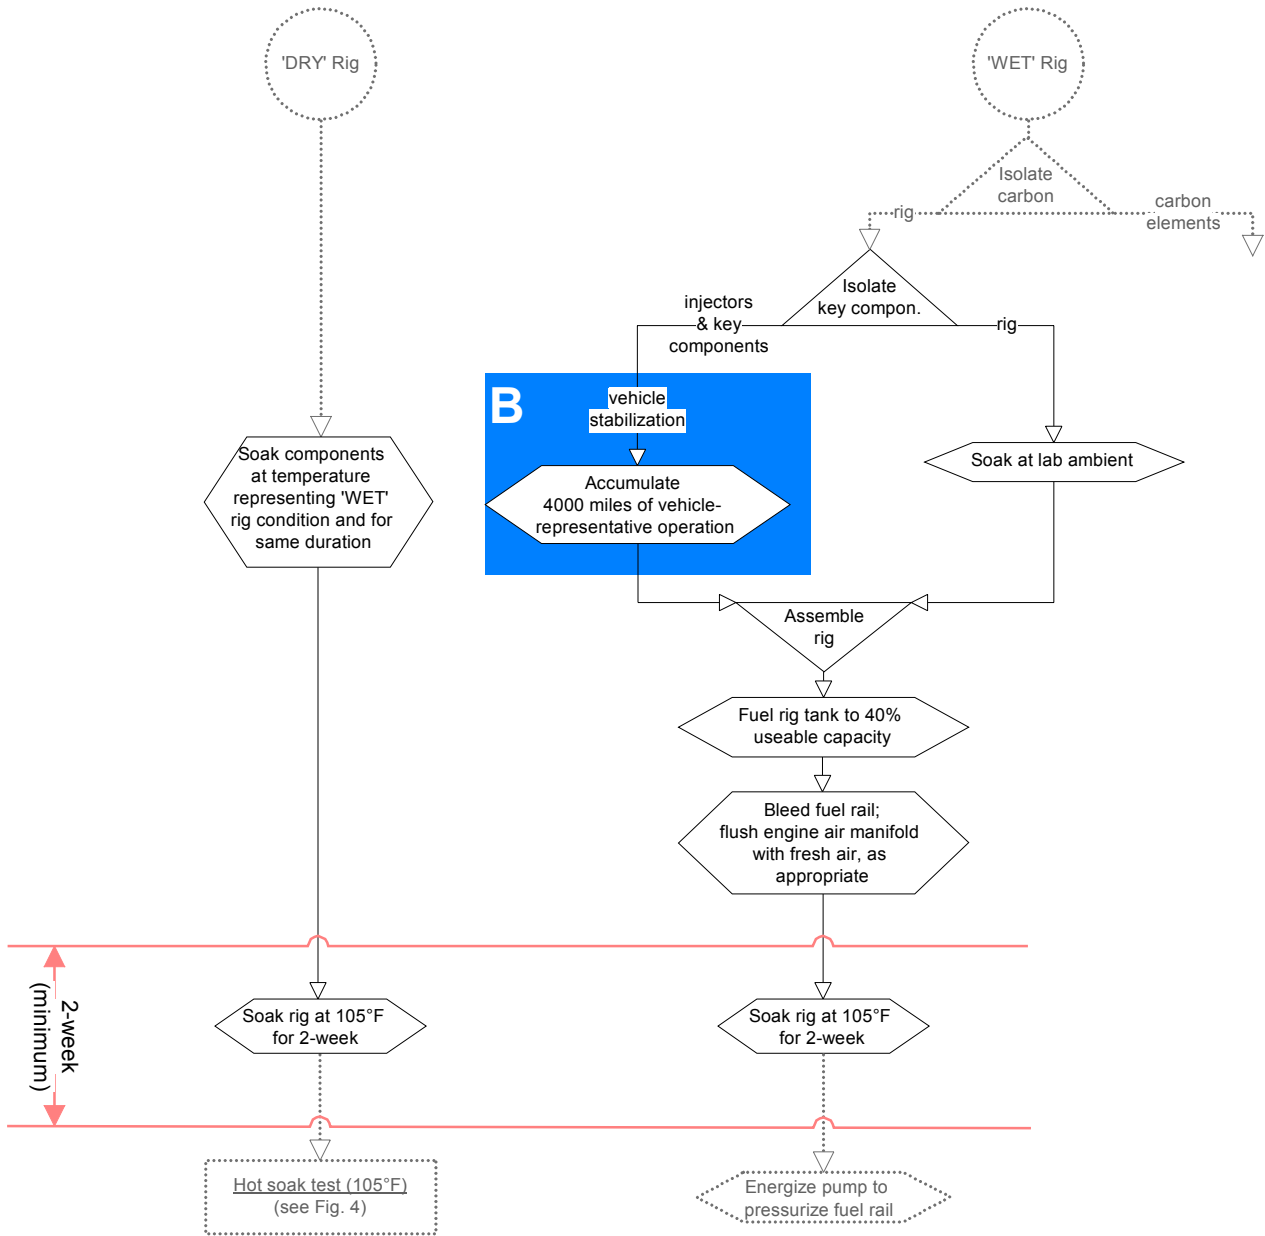 'DRY' Rig
'WET' Rig
Isolate
carbon
rig
carbon
elements
Isolate
key compon.
injectors
& key
components
rig
B
vehicle
stabilization
Soak components
at temperature
representing 'WET'
rig condition and for
same duration
Accumulate
4000 miles of vehicle-
representative operation
Soak at lab ambient
Assemble
rig
Fuel rig tank to 40%
useable capacity
Bleed fuel rail;
flush engine air manifold
with fresh air, as
appropriate
2-week
(minimum)
Soak rig at 105°F
for 2-week
Soak rig at 105°F
for 2-week
Hot soak test (105°F)
(see Fig. 4)
Energize pump to
pressurize fuel rail